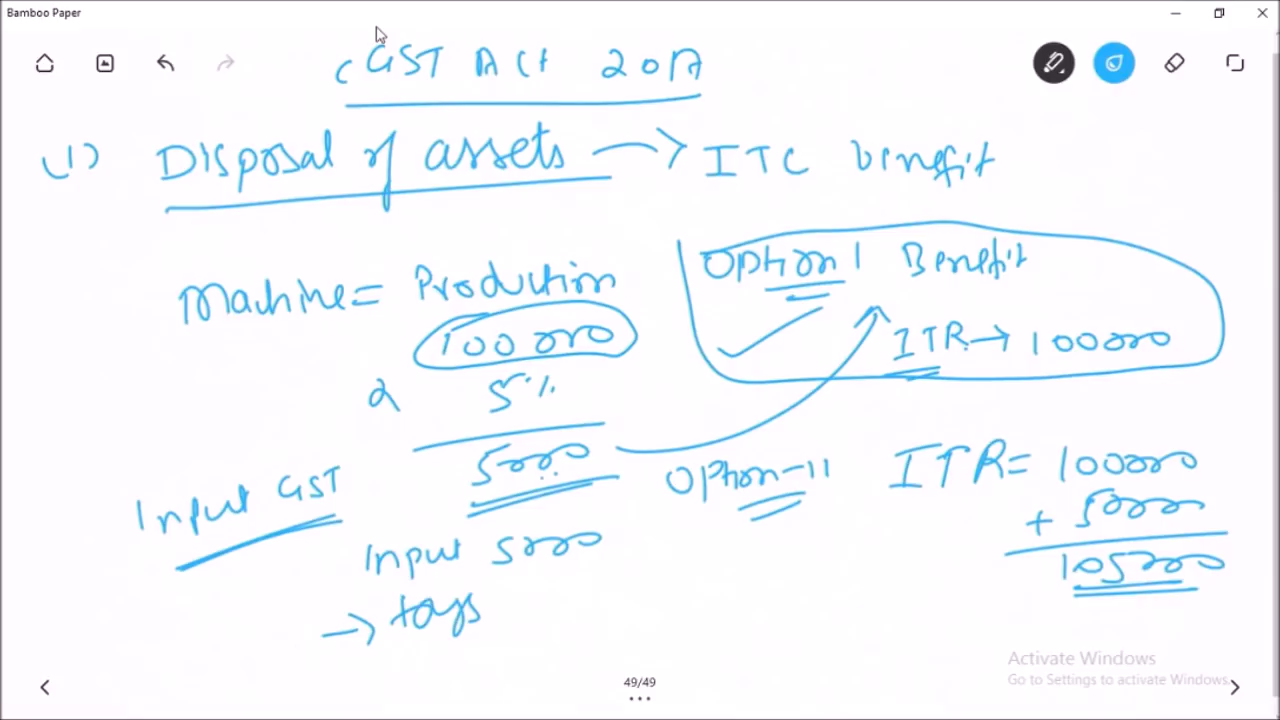 Bamboo Paper
CGST Act 2017
(1) Disposal of assets → ITC benefit
Machine = Production
100000
5%
5000
Input GST
Input 5000
→ toys
Option I Benefit
ITR → 100000
Option-II
ITR = 100000
+ 5000
105000
Activate Windows
Go to Settings to activate Windows.
49/49